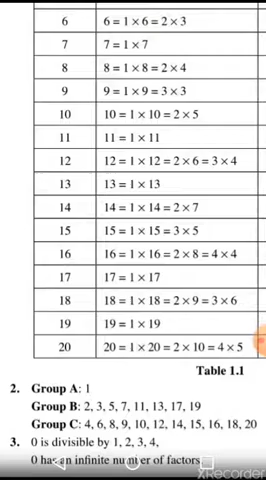 6 6 = 1 × 6 = 2 × 3
7 7 = 1 × 7
8 8 = 1 × 8 = 2 × 4
9 9 = 1 × 9 = 3 × 3
10 10 = 1 × 10 = 2 × 5
11 11 = 1 × 11
12 12 = 1 × 12 = 2 × 6 = 3 × 4
13 13 = 1 × 13
14 14 = 1 × 14 = 2 × 7
15 15 = 1 × 15 = 3 × 5
16 16 = 1 × 16 = 2 × 8 = 4 × 4
17 17 = 1 × 17
18 18 = 1 × 18 = 2 × 9 = 3 × 6
19 19 = 1 × 19
20 20 = 1 × 20 = 2 × 10 = 4 × 5
Table 1.1
2. Group A: 1
Group B: 2, 3, 5, 7, 11, 13, 17, 19
Group C: 4, 6, 8, 9, 10, 12, 14, 15, 16, 18, 20
3. 0 is divisible by 1, 2, 3, 4,
0 has an infinite number of factors
XRecorder